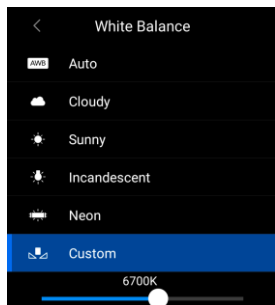 White Balance
AWB Auto
Cloudy
Sunny
Incandescent
Neon
Custom
6700K